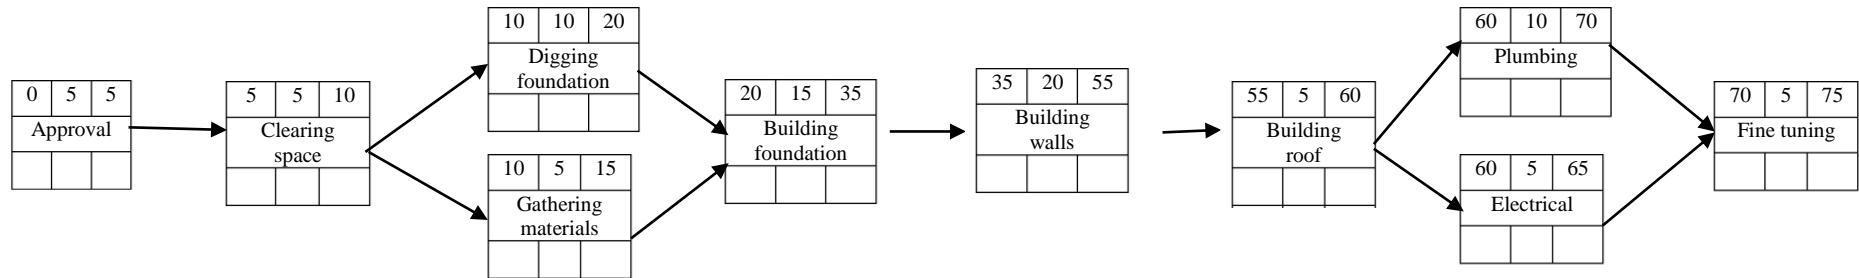 0 5 5
Approval
5 5 10
Clearing
space
10 10 20
Digging
foundation
10 5 15
Gathering
materials
20 15 35
Building
foundation
35 20 55
Building
walls
55 5 60
Building
roof
60 10 70
Plumbing
60 5 65
Electrical
70 5 75
Fine tuning